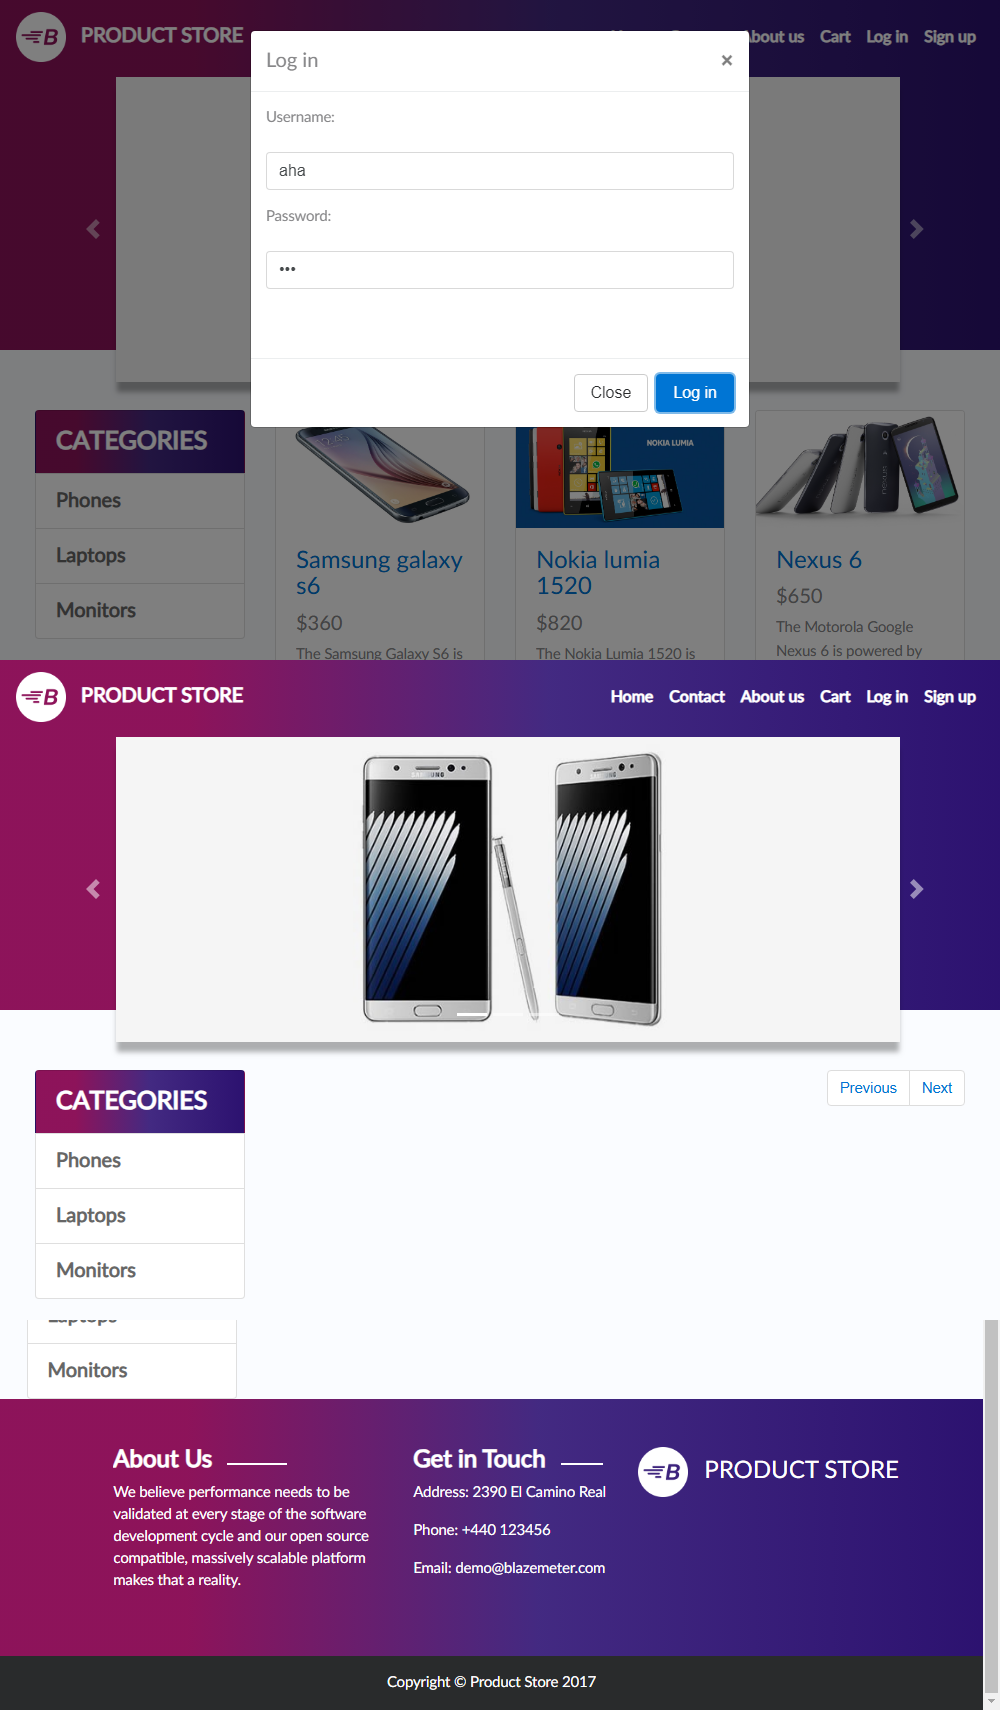 PRODUCT STORE
About us Cart Log in Sign up
Log in
×
Username:
aha
Password:
•••
Close Log in
CATEGORIES
Phones
Laptops
Monitors
NOKIA LUMIA
Samsung galaxy
s6
$360
The Samsung Galaxy S6 is
Nokia lumia
1520
$820
The Nokia Lumia 1520 is
Nexus 6
$650
The Motorola Google
Nexus 6 is powered by
PRODUCT STORE
Home Contact About us Cart Log in Sign up
SAMSUNG
SAMSUNG
CATEGORIES
Phones
Laptops
Monitors
Previous Next
Laptops
Monitors
About Us
We believe performance needs to be
validated at every stage of the software
development cycle and our open source
compatible, massively scalable platform
makes that a reality.
Get in Touch
Address: 2390 El Camino Real
Phone: +440 123456
Email: demo@blazemeter.com
PRODUCT STORE
Copyright © Product Store 2017